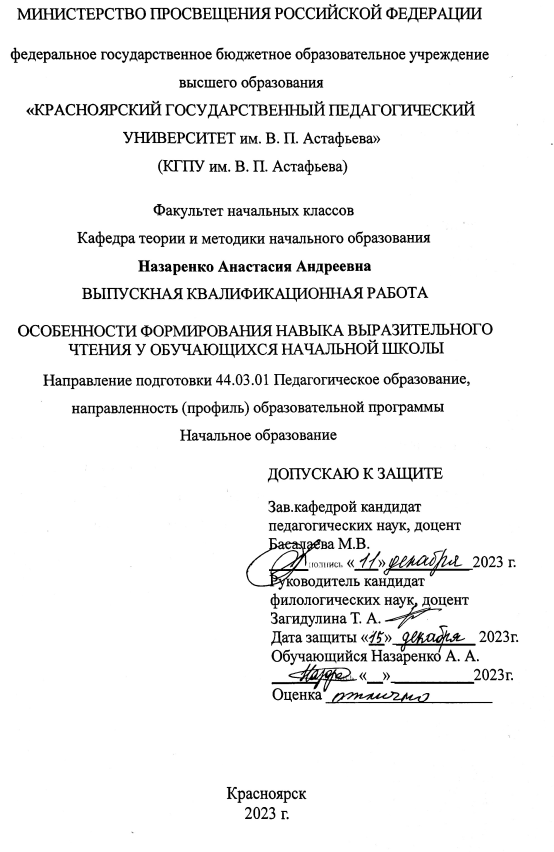 МИНИСТЕРСТВО ПРОСВЕЩЕНИЯ РОССИЙСКОЙ ФЕДЕРАЦИИ
федеральное государственное бюджетное образовательное учреждение
высшего образования
«КРАСНОЯРСКИЙ ГОСУДАРСТВЕННЫЙ ПЕДАГОГИЧЕСКИЙ
УНИВЕРСИТЕТ им. В. П. Астафьева»
(КГПУ им. В. П. Астафьева)
Факультет начальных классов
Кафедра теории и методики начального образования
Назаренко Анастасия Андреевна
ВЫПУСКНАЯ КВАЛИФИКАЦИОННАЯ РАБОТА
ОСОБЕННОСТИ ФОРМИРОВАНИЯ НАВЫКА ВЫРАЗИТЕЛЬНОГО
ЧТЕНИЯ У ОБУЧАЮЩИХСЯ НАЧАЛЬНОЙ ШКОЛЫ
Направление подготовки 44.03.01 Педагогическое образование,
направленность (профиль) образовательной программы
Начальное образование
ДОПУСКАЮ К ЗАЩИТЕ
Зав.кафедрой кандидат
педагогических наук, доцент
Басалаева М.В.
подпись «11» декабря 2023 г.
Руководитель кандидат
филологических наук, доцент
Загидулина Т. А.
Дата защиты «15» декабря 2023г.
Обучающийся Назаренко А. А.
«__»____________2023г.
Оценка отлично
Красноярск
2023 г.